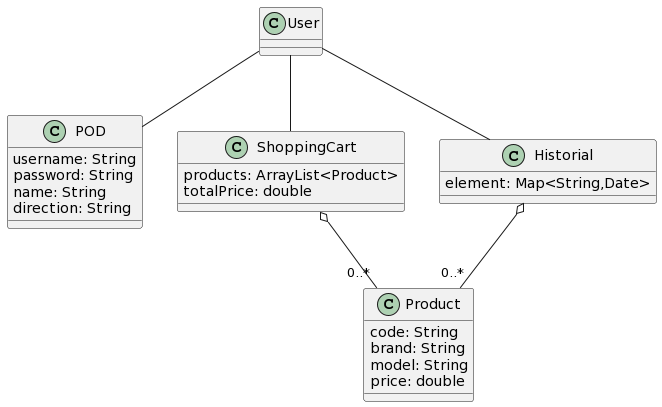 C User
C POD
username: String
password: String
name: String
direction: String
C ShoppingCart
products: ArrayList<Product>
totalPrice: double
C Historial
element: Map<String,Date>
0..*
0..*
C Product
code: String
brand: String
model: String
price: double